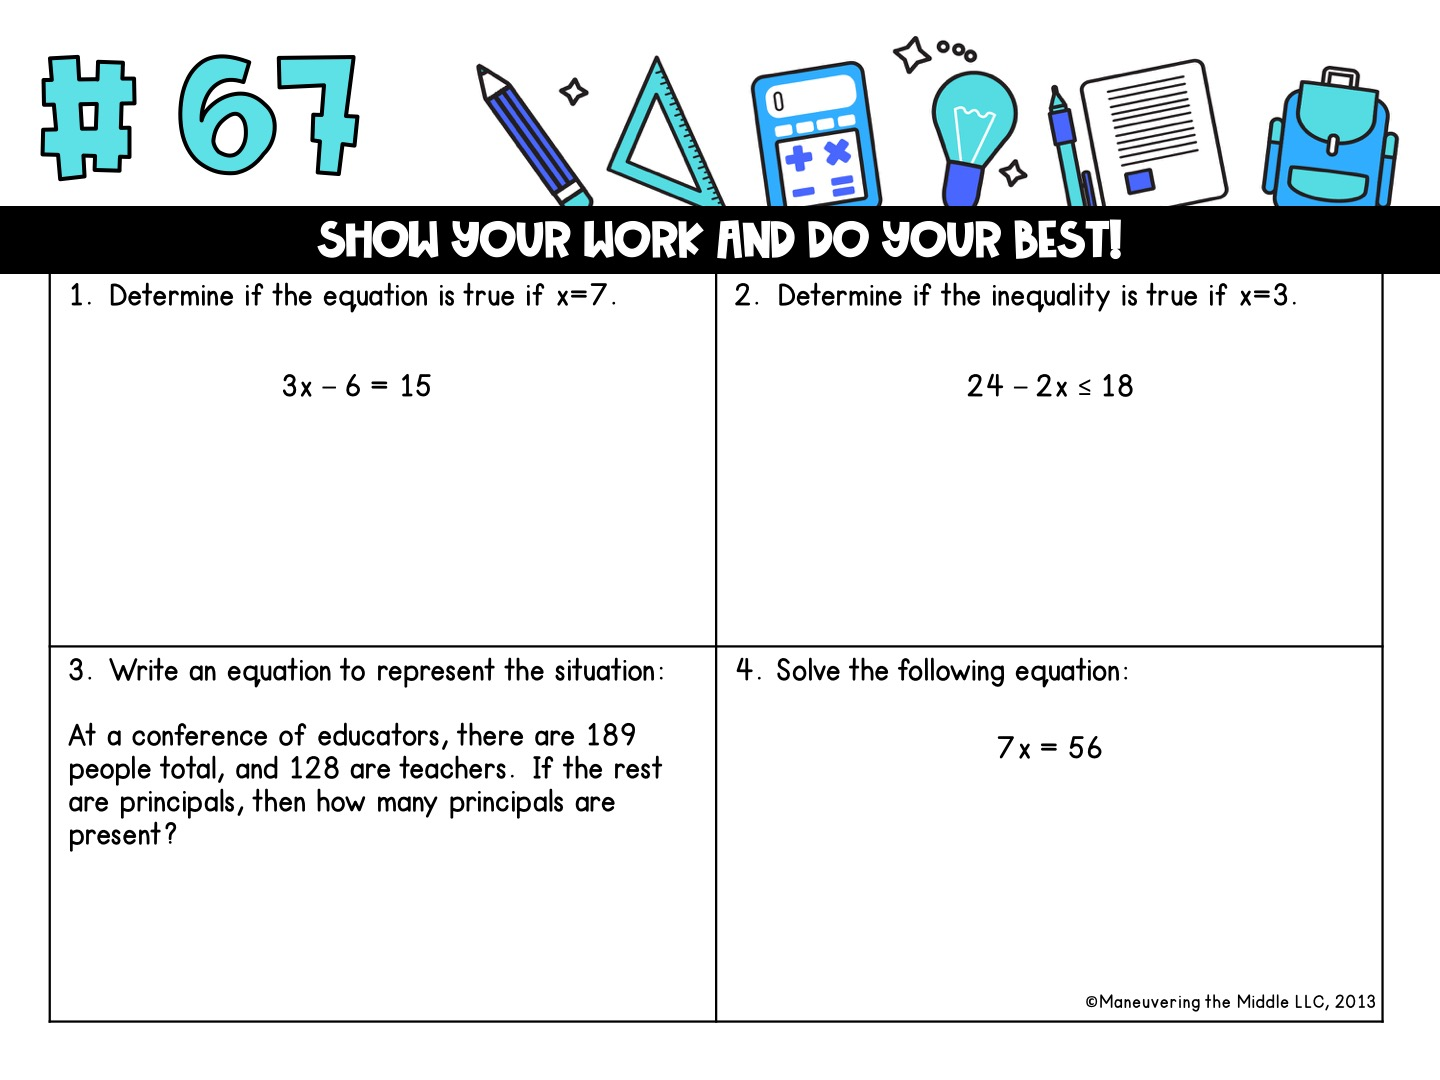 # 67
0
SHOW YOUR WORK AND DO YOUR BEST!
1. Determine if the equation is true if x=7.
3x – 6 = 15
2. Determine if the inequality is true if x=3.
24 – 2x ≤ 18
3. Write an equation to represent the situation:
At a conference of educators, there are 189
people total, and 128 are teachers. If the rest
are principals, then how many principals are
present?
4. Solve the following equation:
7x = 56
©Maneuvering the Middle LLC, 2013